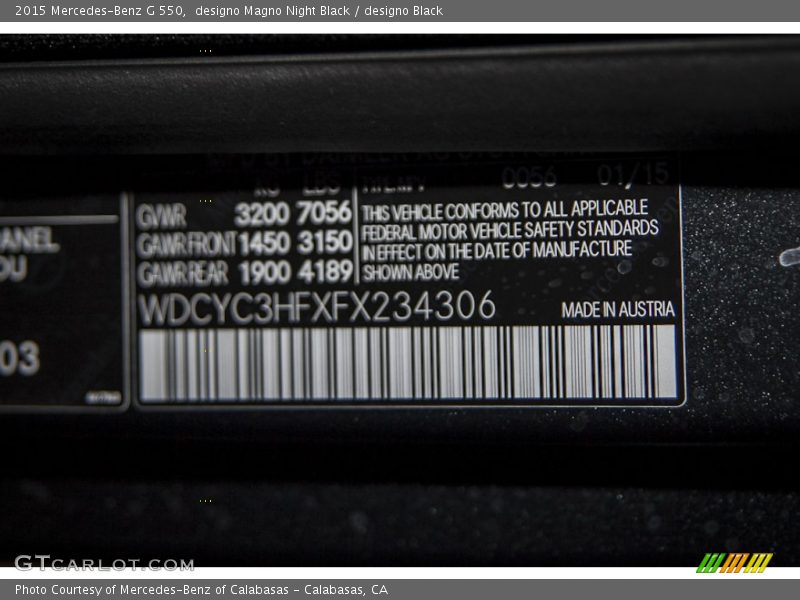 2015 Mercedes-Benz G 550, designo Magno Night Black / designo Black
0056 01/15
KG LBS
GVWR 3200 7056
GAWR FRONT 1450 3150
GAWR REAR 1900 4189
THIS VEHICLE CONFORMS TO ALL APPLICABLE
FEDERAL MOTOR VEHICLE SAFETY STANDARDS
IN EFFECT ON THE DATE OF MANUFACTURE
SHOWN ABOVE
WDCYC3HFXFX234306
MADE IN AUSTRIA
ANEL
OU
03
GTCARLOT.COM
Photo Courtesy of Mercedes-Benz of Calabasas - Calabasas, CA